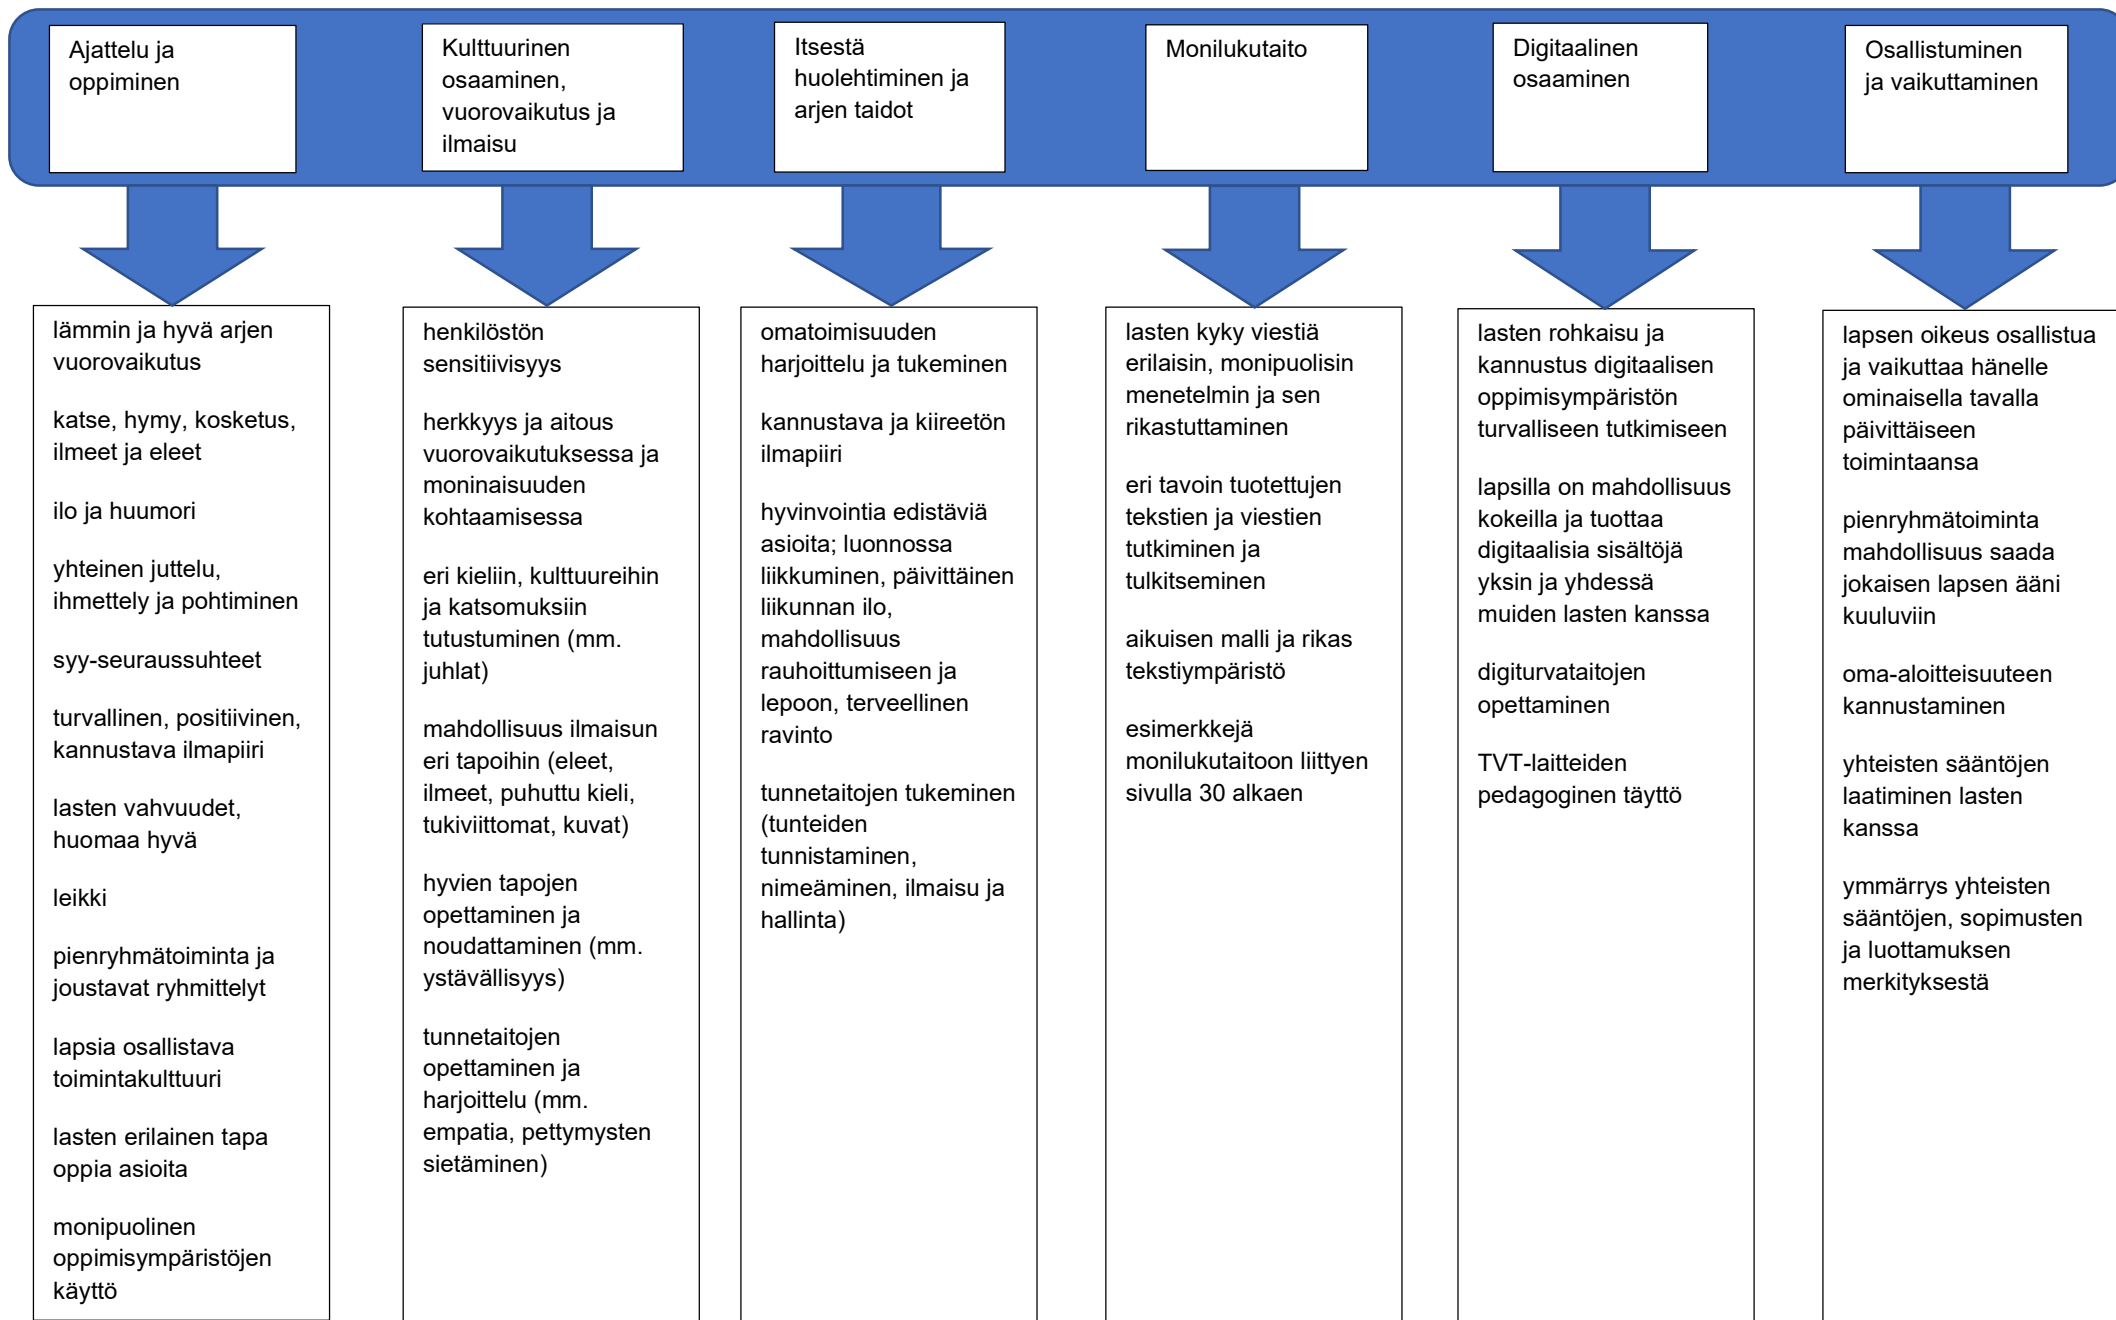 Ajattelu ja
oppiminen
Kulttuurinen
osaaminen,
vuorovaikutus ja
ilmaisu
Itsestä
huolehtiminen ja
arjen taidot
Monilukutaito
Digitaalinen
osaaminen
Osallistuminen
ja vaikuttaminen
lämmin ja hyvä arjen
vuorovaikutus
katse, hymy, kosketus,
ilmeet ja eleet
ilo ja huumori
yhteinen juttelu,
ihmettely ja pohtiminen
syy-seuraussuhteet
turvallinen, positiivinen,
kannustava ilmapiiri
lasten vahvuudet,
huomaa hyvä
leikki
pienryhmätoiminta ja
joustavat ryhmittelyt
lapsia osallistava
toimintakulttuuri
lasten erilainen tapa
oppia asioita
monipuolinen
oppimisympäristöjen
käyttö
henkilöstön
sensitiivisyys
herkkyys ja aitous
vuorovaikutuksessa ja
moninaisuuden
kohtaamisessa
eri kieliin, kulttuureihin
ja katsomuksiin
tutustuminen (mm.
juhlat)
mahdollisuus ilmaisun
eri tapoihin (eleet,
ilmeet, puhuttu kieli,
tukiviittomat, kuvat)
hyvien tapojen
opettaminen ja
noudattaminen (mm.
ystävällisyys)
tunnetaitojen
opettaminen ja
harjoittelu (mm.
empatia, pettymysten
sietäminen)
omatoimisuuden
harjoittelu ja tukeminen
kannustava ja kiireetön
ilmapiiri
hyvinvointia edistäviä
asioita; luonnossa
liikkuminen, päivittäinen
liikunnan ilo,
mahdollisuus
rauhoittumiseen ja
lepoon, terveellinen
ravinto
tunnetaitojen tukeminen
(tunteiden
tunnistaminen,
nimeäminen, ilmaisu ja
hallinta)
lasten kyky viestiä
erilaisin, monipuolisin
menetelmin ja sen
rikastuttaminen
eri tavoin tuotettujen
tekstien ja viestien
tutkiminen ja
tulkitseminen
aikuisen malli ja rikas
tekstiympäristö
esimerkkejä
monilukutaitoon liittyen
sivulla 30 alkaen
lasten rohkaisu ja
kannustus digitaalisen
oppimisympäristön
turvalliseen tutkimiseen
lapsilla on mahdollisuus
kokeilla ja tuottaa
digitaalisia sisältöjä
yksin ja yhdessä
muiden lasten kanssa
digiturvataitojen
opettaminen
TVT-laitteiden
pedagoginen täyttö
lapsen oikeus osallistua
ja vaikuttaa hänelle
ominaisella tavalla
päivittäiseen
toimintaansa
pienryhmätoiminta
mahdollisuus saada
jokaisen lapsen ääni
kuuluviin
oma-aloitteisuuteen
kannustaminen
yhteisten sääntöjen
laatiminen lasten
kanssa
ymmärrys yhteisten
sääntöjen, sopimusten
ja luottamuksen
merkityksestä